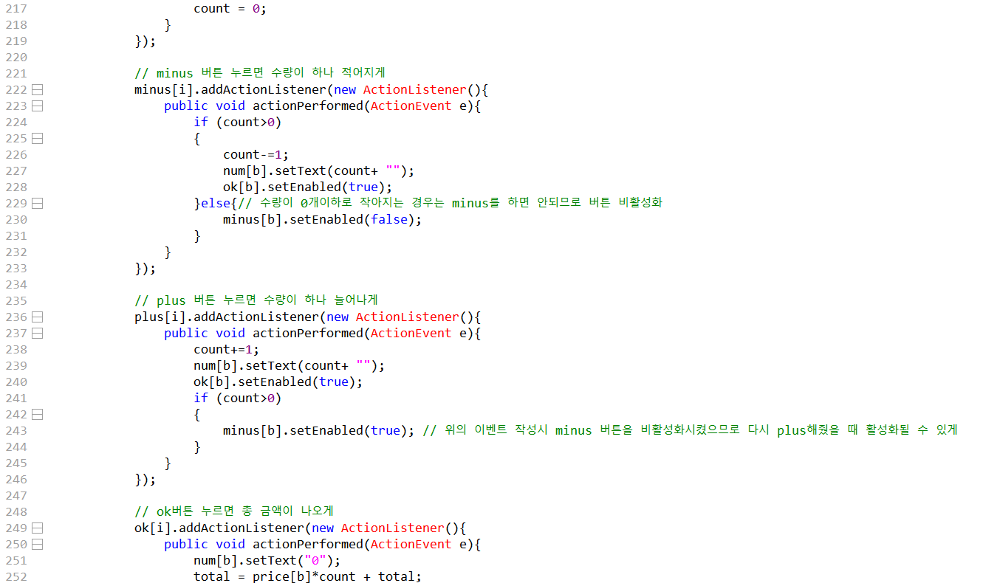 217                     count = 0;
218                 }
219             });
220
221             // minus 버튼 누르면 수량이 하나 적어지게
222             minus[i].addActionListener(new ActionListener(){
223                 public void actionPerformed(ActionEvent e){
224                     if (count>0)
225                     {
226                         count-=1;
227                         num[b].setText(count+ "");
228                         ok[b].setEnabled(true);
229                     }else{// 수량이 0개이하로 작아지는 경우는 minus를 하면 안되므로 버튼 비활성화
230                         minus[b].setEnabled(false);
231                     }
232                 }
233             });
234
235             // plus 버튼 누르면 수량이 하나 늘어나게
236             plus[i].addActionListener(new ActionListener(){
237                 public void actionPerformed(ActionEvent e){
238                     count+=1;
239                     num[b].setText(count+ "");
240                     ok[b].setEnabled(true);
241                     if (count>0)
242                     {
243                         minus[b].setEnabled(true); // 위의 이벤트 작성시 minus 버튼을 비활성화시켰으므로 다시 plus해줬을 때 활성화될 수 있게
244                     }
245                 }
246             });
247
248             // ok버튼 누르면 총 금액이 나오게
249             ok[i].addActionListener(new ActionListener(){
250                 public void actionPerformed(ActionEvent e){
251                     num[b].setText("0");
252                     total = price[b]*count + total;